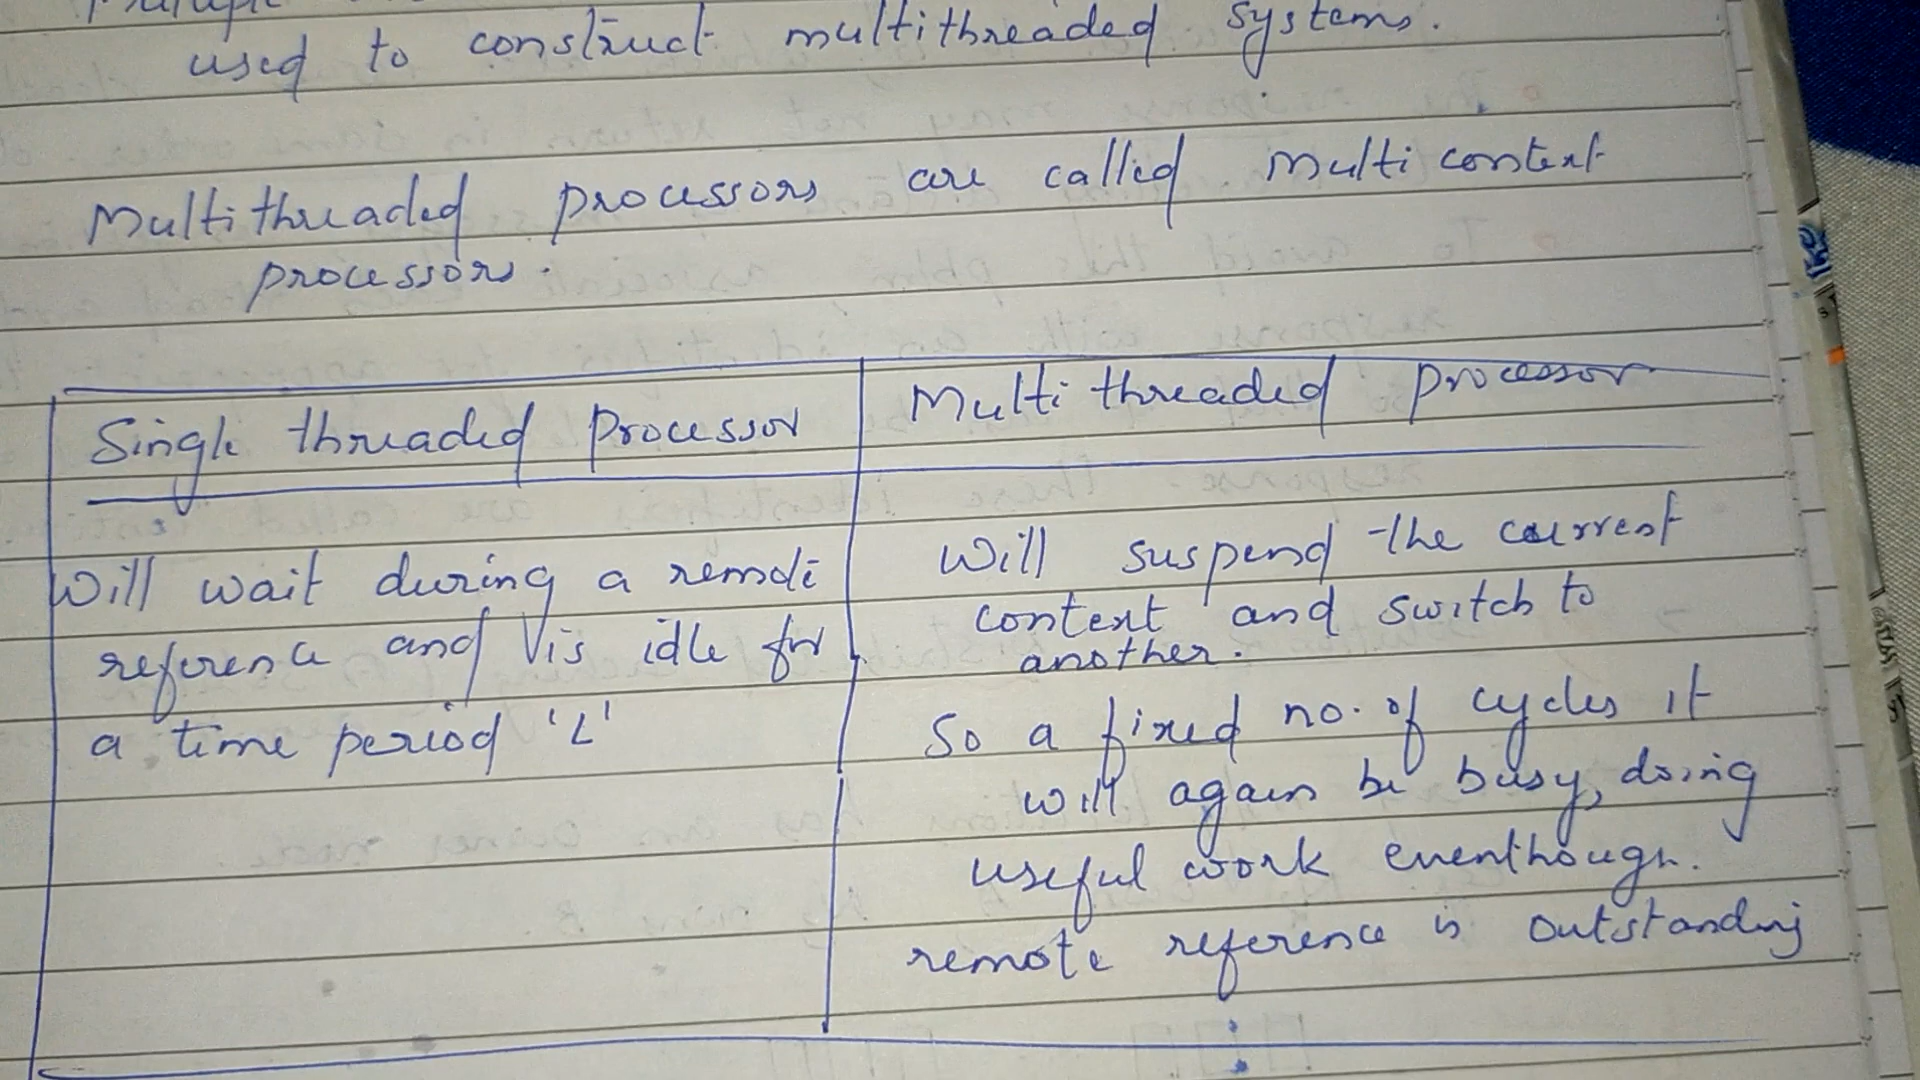 used to construct multithreaded systems.
Multithreaded processors are called multi context
processors.
Single threaded Processor
Will wait during a remote
reference and is idle for
a time period 'L'
Multi threaded processor
Will suspend the current
context and switch to
another.
So a fixed no. of cycles it
will again be busy, doing
useful work eventhough.
remote reference is outstanding